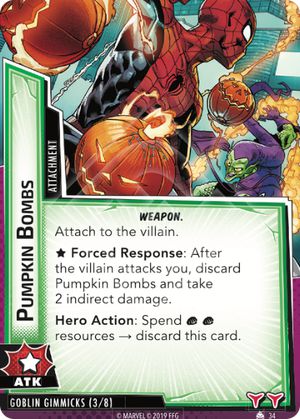 PUMPKIN BOMBS
ATTACHMENT
WEAPON.
Attach to the villain.
★ Forced Response: After
the villain attacks you, discard
Pumpkin Bombs and take
2 indirect damage.
Hero Action: Spend
resources → discard this card.
ATK
GOBLIN GIMMICKS (3/8)
© MARVEL © 2019 FFG
34